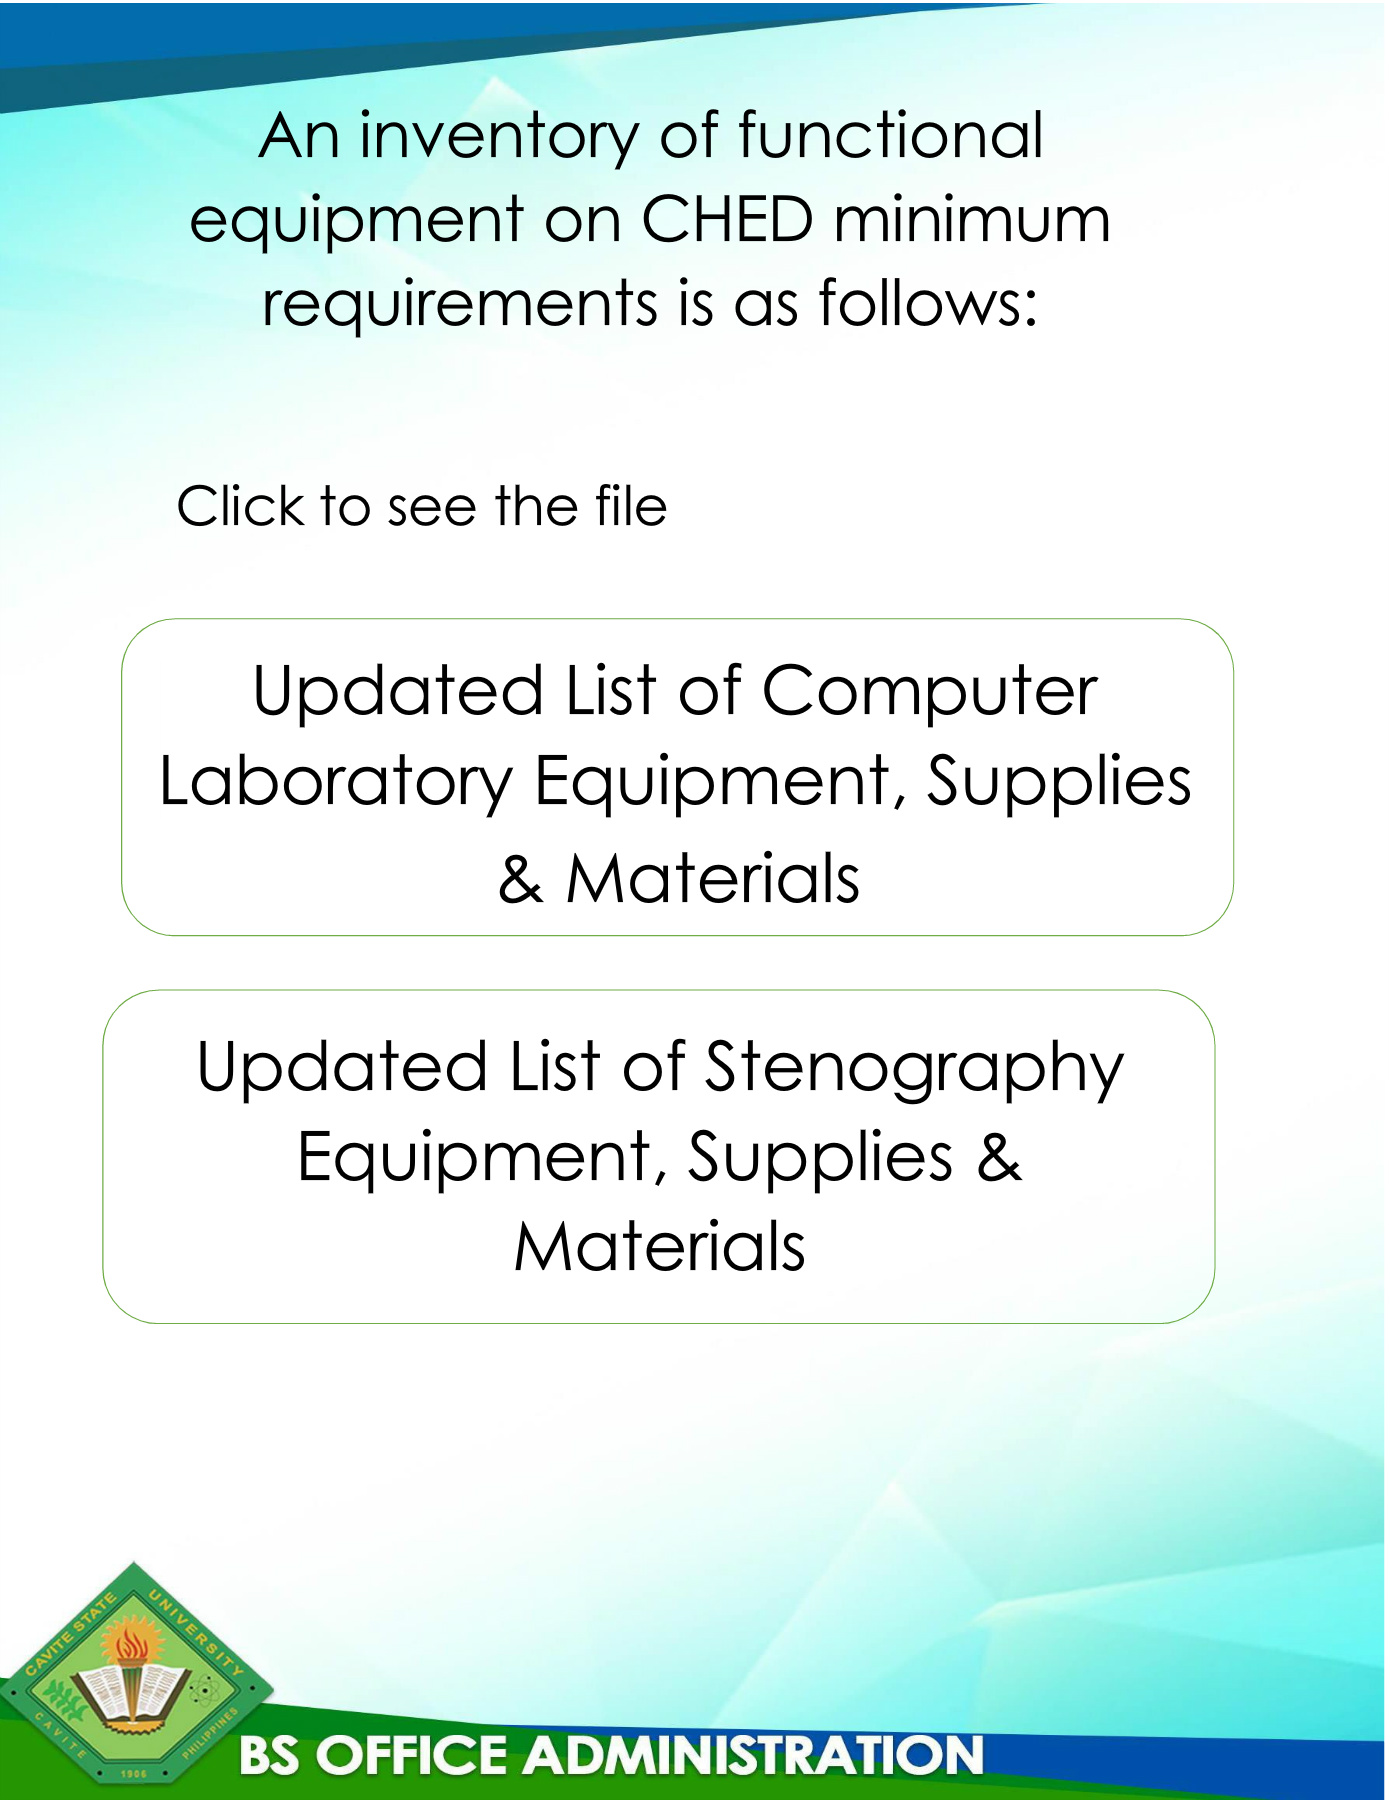 An inventory of functional
equipment on CHED minimum
requirements is as follows:
Click to see the file
Updated List of Computer
Laboratory Equipment, Supplies
& Materials
Updated List of Stenography
Equipment, Supplies &
Materials
CAVITE STATE UNIVERSITY
CAVITE PHILIPPINES
1906
BS OFFICE ADMINISTRATION